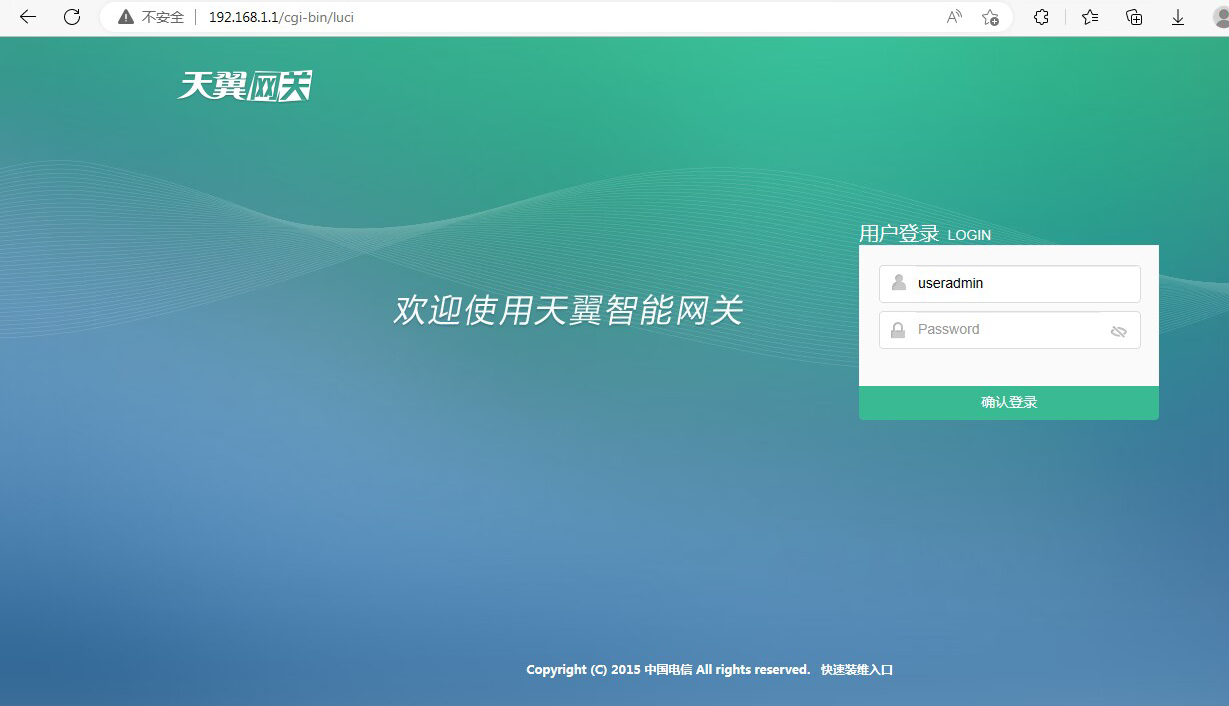 不安全 192.168.1.1/cgi-bin/luci
天翼网关
用户登录 LOGIN
useradmin
欢迎使用天翼智能网关
Password
确认登录
Copyright (C) 2015 中国电信 All rights reserved. 快速装维入口